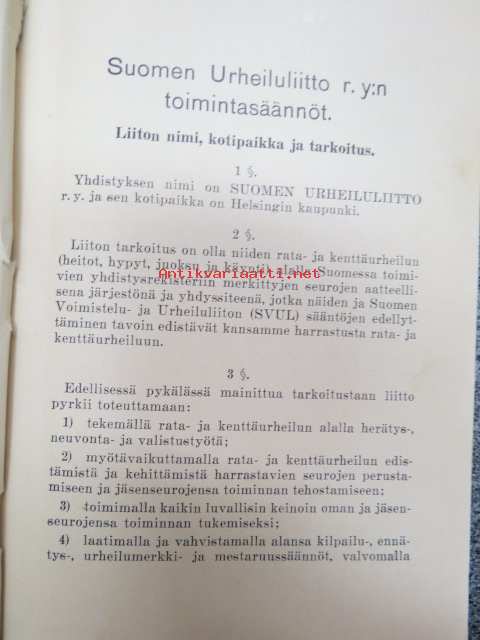 Suomen Urheiluliitto r. y:n
toimintasäännöt.
Liiton nimi, kotipaikka ja tarkoitus.
1 §.
Yhdistyksen nimi on SUOMEN URHEILULIITTO
r. y. ja sen kotipaikka on Helsingin kaupunki.
2 §.
Liiton tarkoitus on olla niiden rata- ja kenttäurheilun
(heitot, hypyt, juoksu ja käynti) alalla Suomessa toimi-
vien yhdistysrekisteriin merkittyjen seurojen aatteelli-
sena järjestönä ja yhdyssiteenä, jotka näiden ja Suomen
Voimistelu- ja Urheiluliiton (SVUL) sääntöjen edellyt-
täminen tavoin edistävät kansamme harrastusta rata- ja
kenttäurheiluun.
Antikvariaatti.net
3 §.
Edellisessä pykälässä mainittua tarkoitustaan liitto
pyrkii toteuttamaan:
1) tekemällä rata- ja kenttäurheilun alalla herätys-,
neuvonta- ja valistustyötä;
2) myötävaikuttamalla rata- ja kenttäurheilun edis-
tämistä ja kehittämistä harrastavien seurojen perusta-
miseen ja jäsenseurojensa toiminnan tehostamiseen;
3) toimimalla kaikin luvallisin keinoin oman ja jäsen-
seurojensa toiminnan tukemiseksi;
4) laatimalla ja vahvistamalla alansa kilpailu-, ennä-
tys-, urheilumerkki- ja mestaruussäännöt, valvomalla